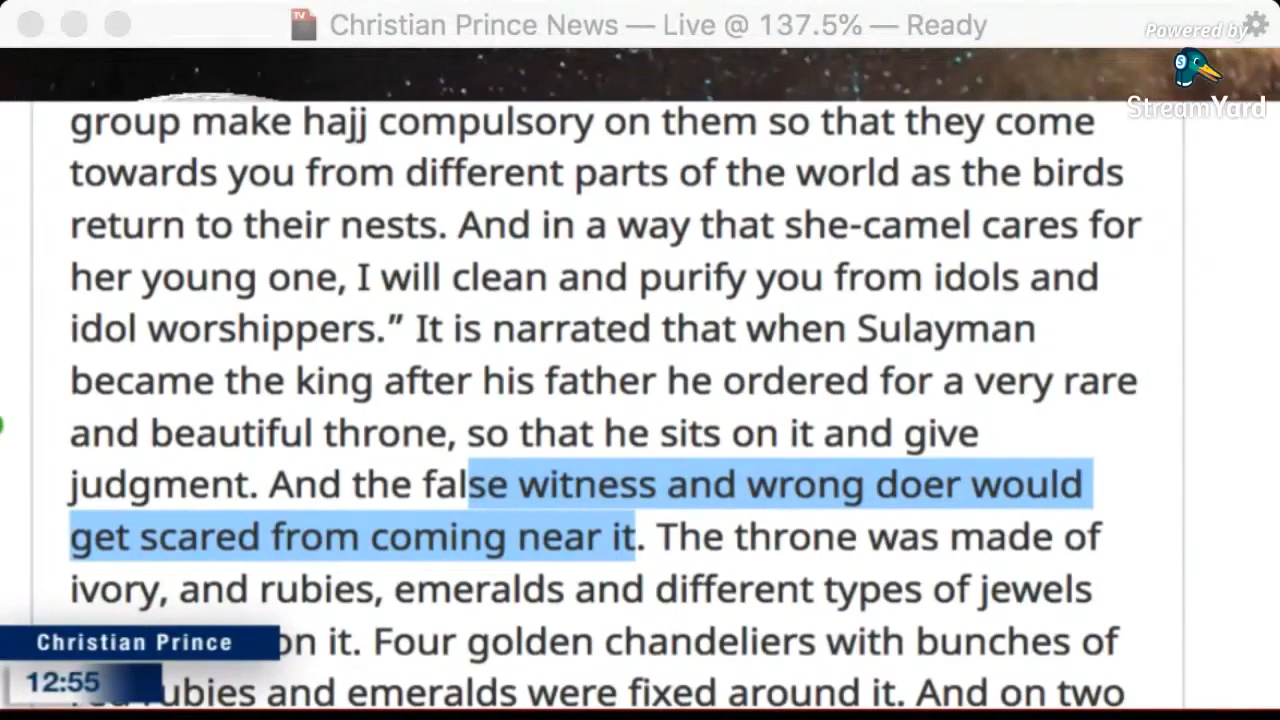 Christian Prince News — Live @ 137.5% — Ready
Powered by
StreamYard
group make hajj compulsory on them so that they come
towards you from different parts of the world as the birds
return to their nests. And in a way that she-camel cares for
her young one, I will clean and purify you from idols and
idol worshippers.” It is narrated that when Sulayman
became the king after his father he ordered for a very rare
and beautiful throne, so that he sits on it and give
judgment. And the false witness and wrong doer would
get scared from coming near it. The throne was made of
ivory, and rubies, emeralds and different types of jewels
on it. Four golden chandeliers with bunches of
ubies and emeralds were fixed around it. And on two
Christian Prince
12:55